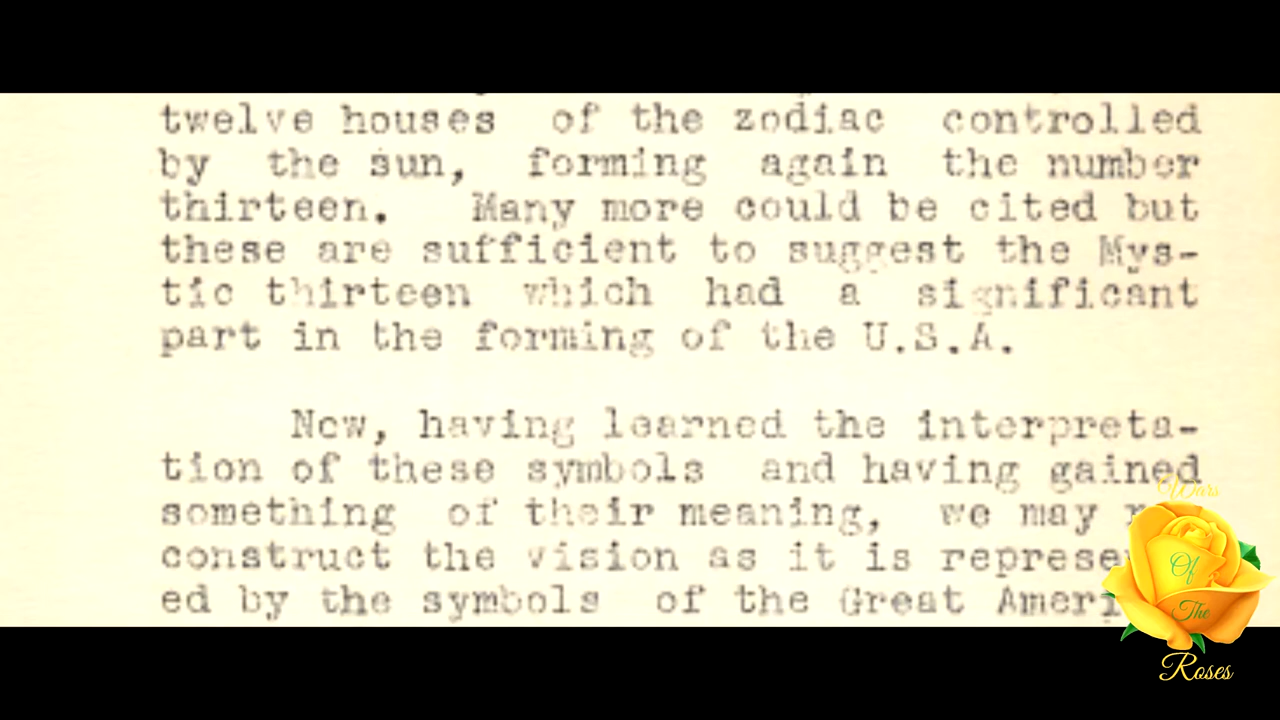 twelve houses of the zodiac controlled
by the sun, forming again the number
thirteen. Many more could be cited but
these are sufficient to suggest the Mys-
tic thirteen which had a significant
part in the forming of the U.S.A.
Now, having learned the interpreta-
tion of these symbols and having gained
something of their meaning, we may
construct the vision as it is
ed by the symbols of the Great
Wars
Of
The
Roses